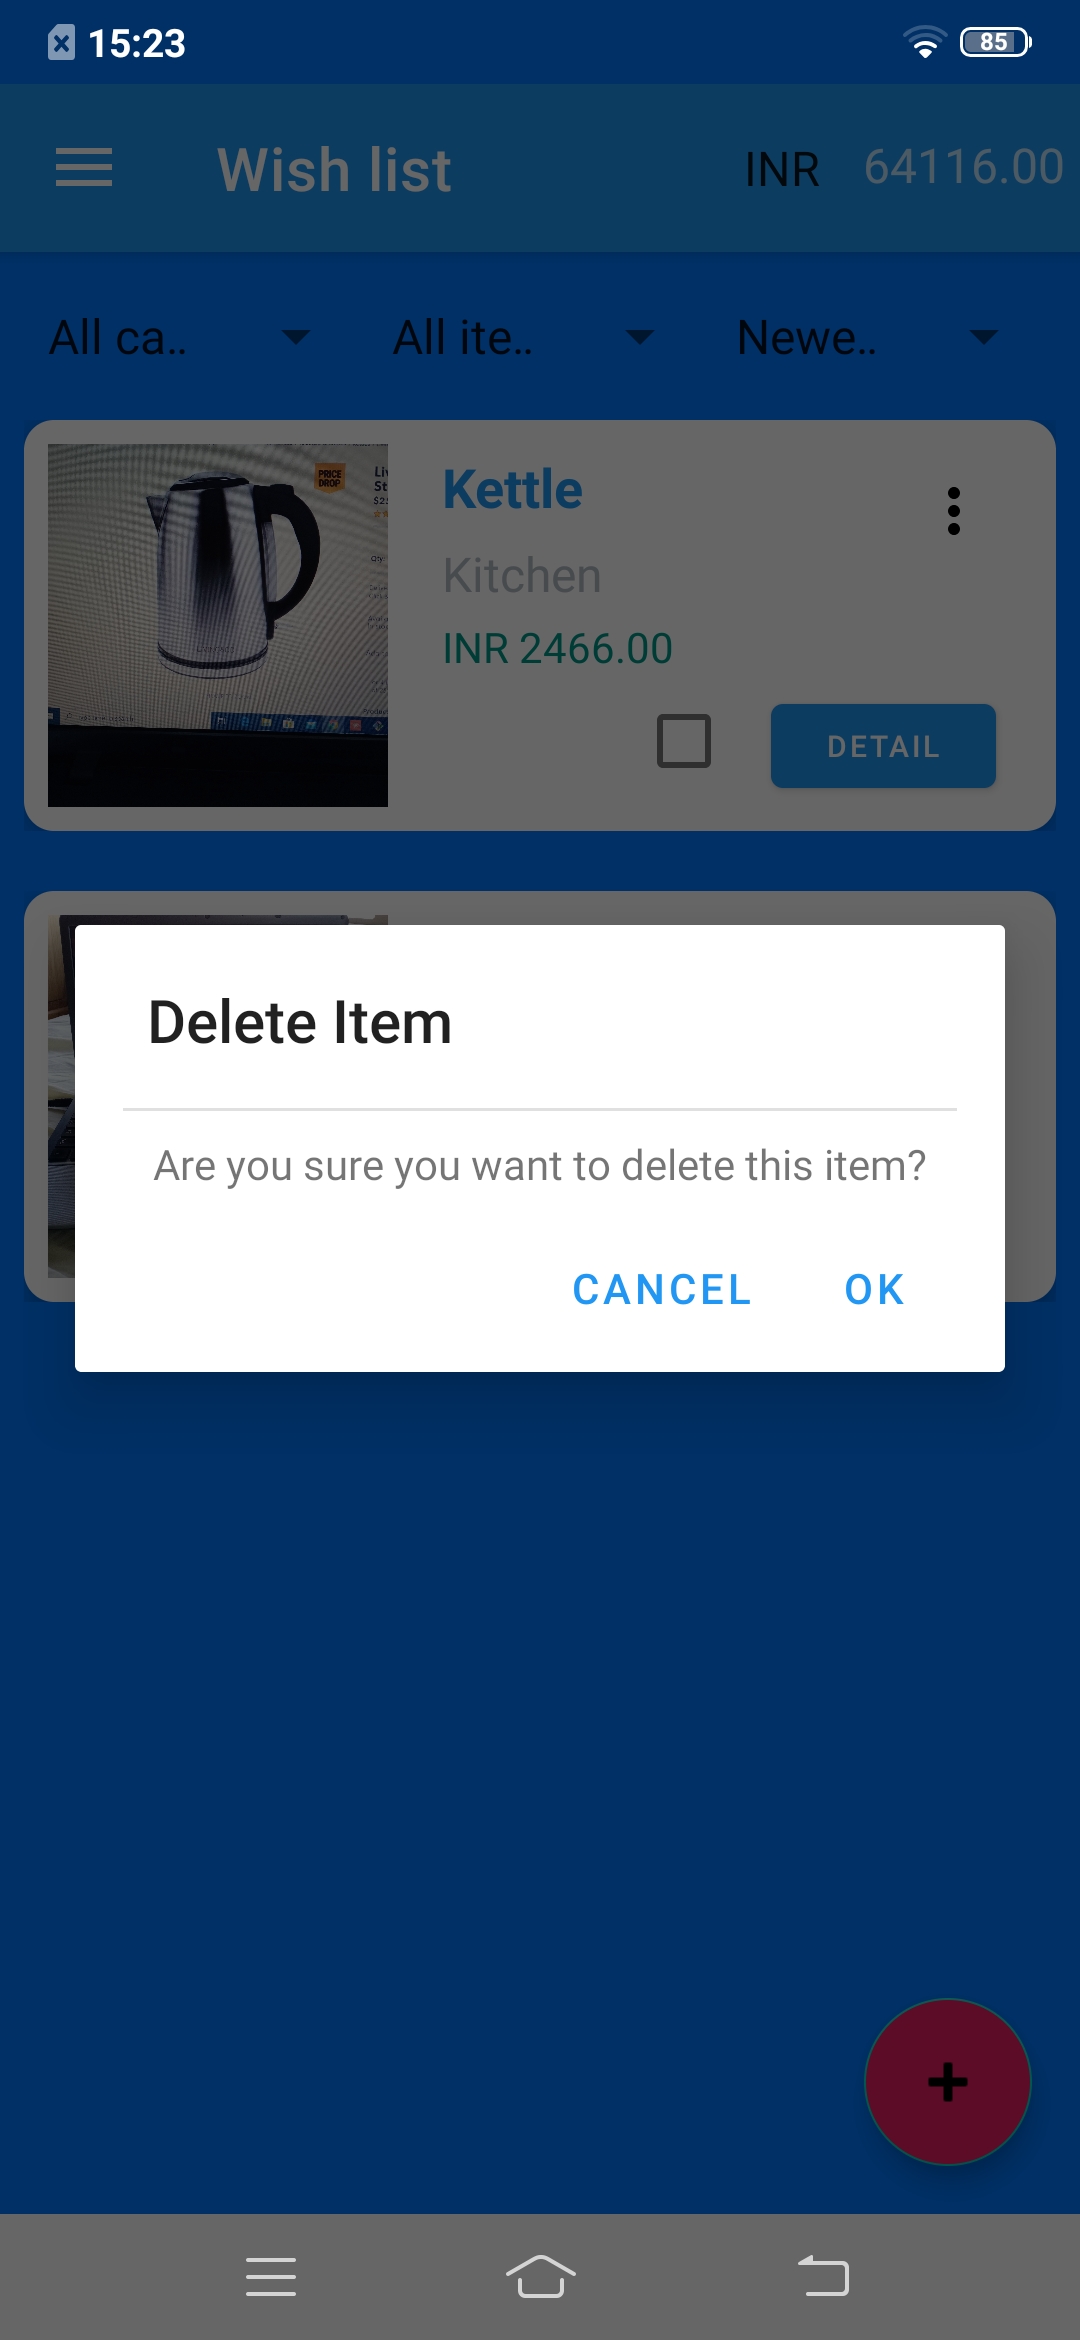 15:23
85
Wish list
INR 64116.00
All ca..
All ite..
Newe..
PRICE
DROP
Kettle
Kitchen
INR 2466.00
DETAIL
Delete Item
Are you sure you want to delete this item?
CANCEL
OK